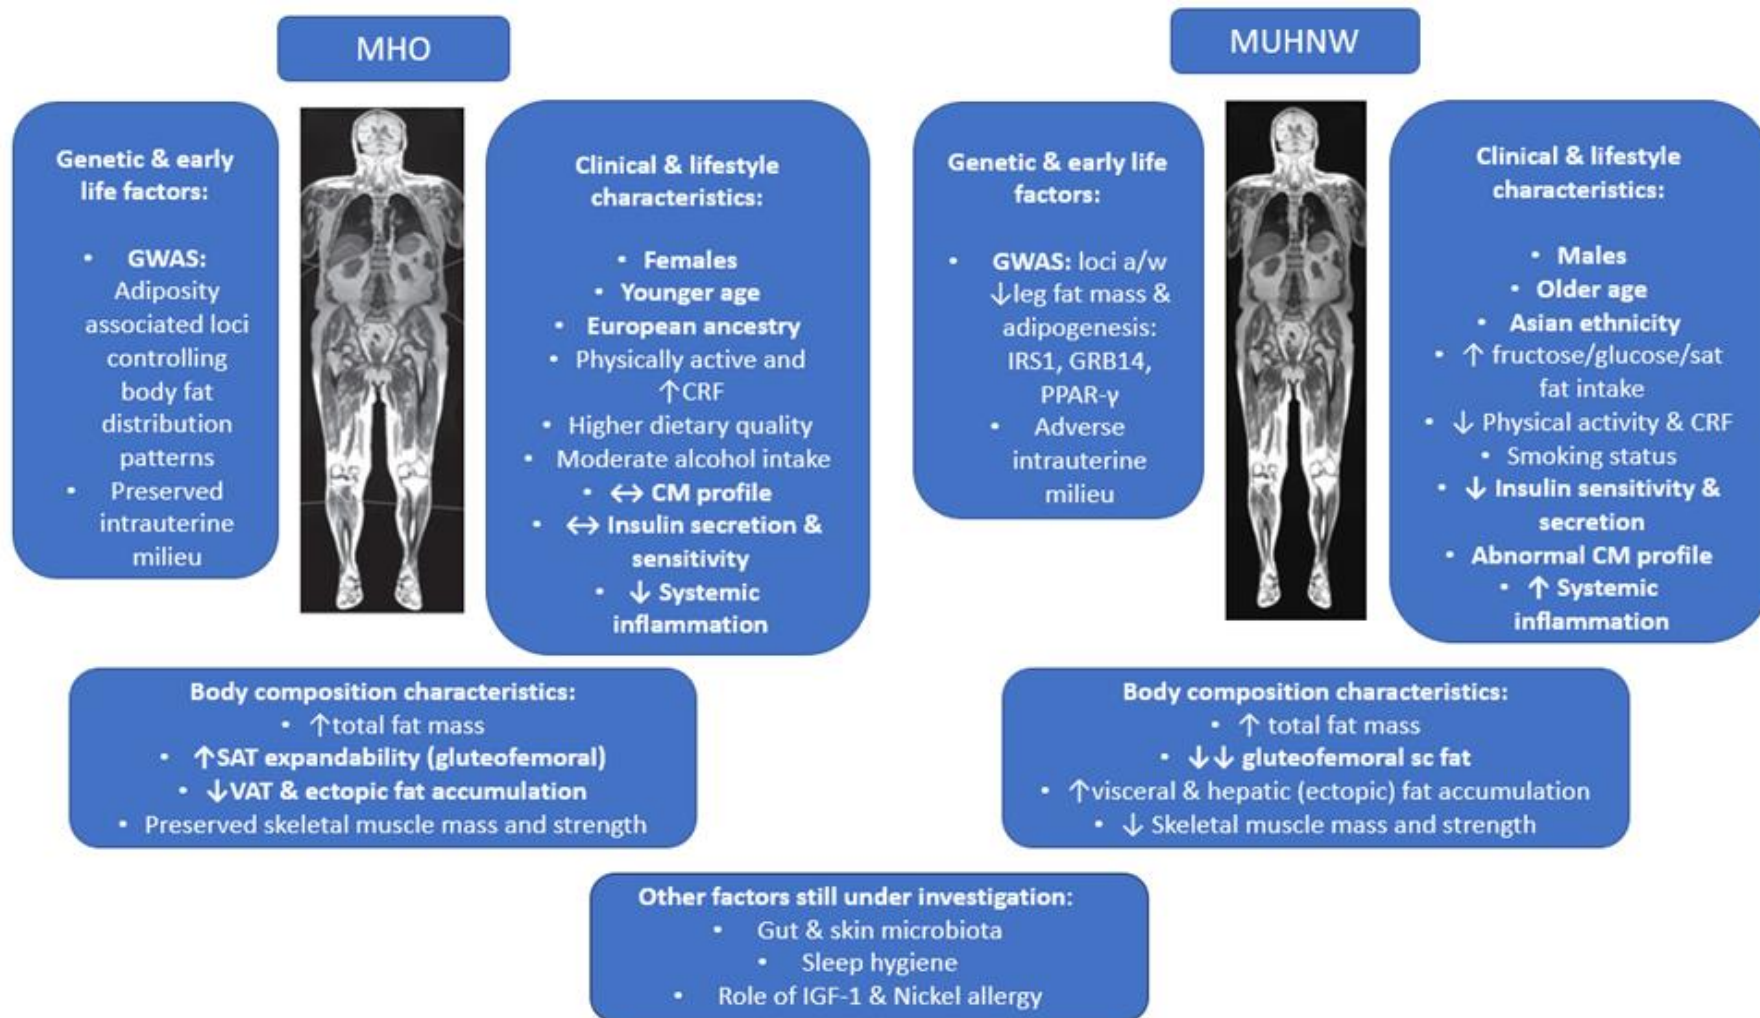 MHO
Genetic & early
life factors:
• GWAS:
Adiposity
associated loci
controlling
body fat
distribution
patterns
• Preserved
intrauterine
milieu
Clinical & lifestyle
characteristics:
• Females
• Younger age
• European ancestry
• Physically active and
↑CRF
• Higher dietary quality
• Moderate alcohol intake
• ↔ CM profile
• ↔ Insulin secretion &
sensitivity
• ↓ Systemic
inflammation
Body composition characteristics:
• ↑total fat mass
• ↑SAT expandability (gluteofemoral)
• ↓VAT & ectopic fat accumulation
• Preserved skeletal muscle mass and strength
MUHNW
Genetic & early life
factors:
• GWAS: loci a/w
↓leg fat mass &
adipogenesis:
IRS1, GRB14,
PPAR-γ
• Adverse
intrauterine
milieu
Clinical & lifestyle
characteristics:
• Males
• Older age
• Asian ethnicity
• ↑ fructose/glucose/sat
fat intake
• ↓ Physical activity & CRF
• Smoking status
• ↓ Insulin sensitivity &
secretion
• Abnormal CM profile
• ↑ Systemic
inflammation
Body composition characteristics:
• ↑ total fat mass
• ↓↓ gluteofemoral sc fat
• ↑visceral & hepatic (ectopic) fat accumulation
• ↓ Skeletal muscle mass and strength
Other factors still under investigation:
• Gut & skin microbiota
• Sleep hygiene
• Role of IGF-1 & Nickel allergy